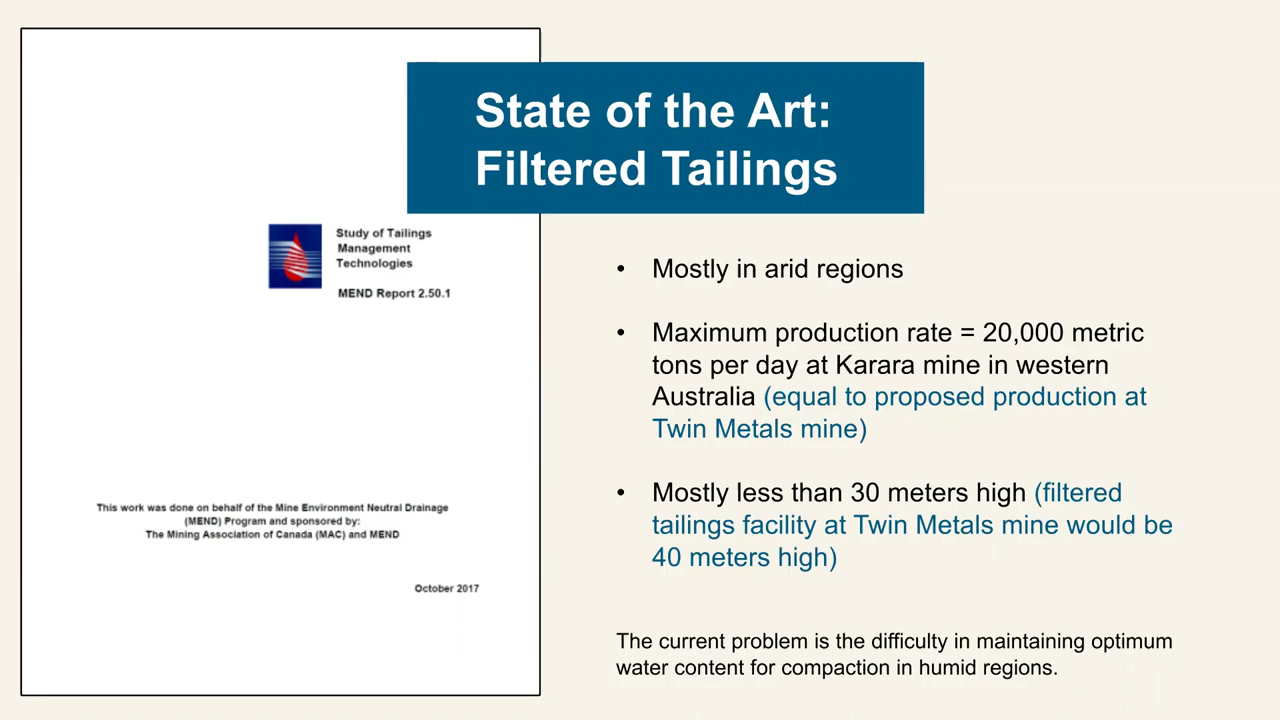 State of the Art:
Filtered Tailings
Study of Tailings
Management
Technologies
MEND Report 2.50.1
This work was done on behalf of the Mine Environment Neutral Drainage
(MEND) Program and sponsored by:
The Mining Association of Canada (MAC) and MEND
October 2017
• Mostly in arid regions
• Maximum production rate = 20,000 metric
tons per day at Karara mine in western
Australia (equal to proposed production at
Twin Metals mine)
• Mostly less than 30 meters high (filtered
tailings facility at Twin Metals mine would be
40 meters high)
The current problem is the difficulty in maintaining optimum
water content for compaction in humid regions.